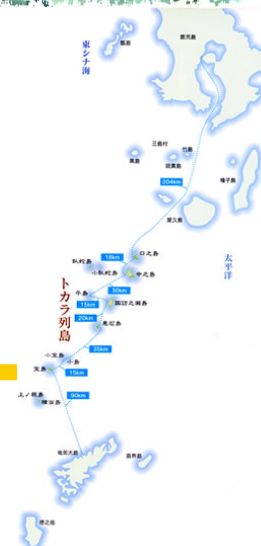 東シナ海
甑島
鹿児島
三島村
竹島
黒島
硫黄島
種子島
204km
屋久島
太平洋
口之島
18km
臥蛇島
小臥蛇島
中之島
30km
平島
諏訪之瀬島
15km
トカラ列島
20km
悪石島
35km
小宝島
小島
宝島
15km
上ノ根島
横当島
90km
奄美大島
喜界島
徳之島